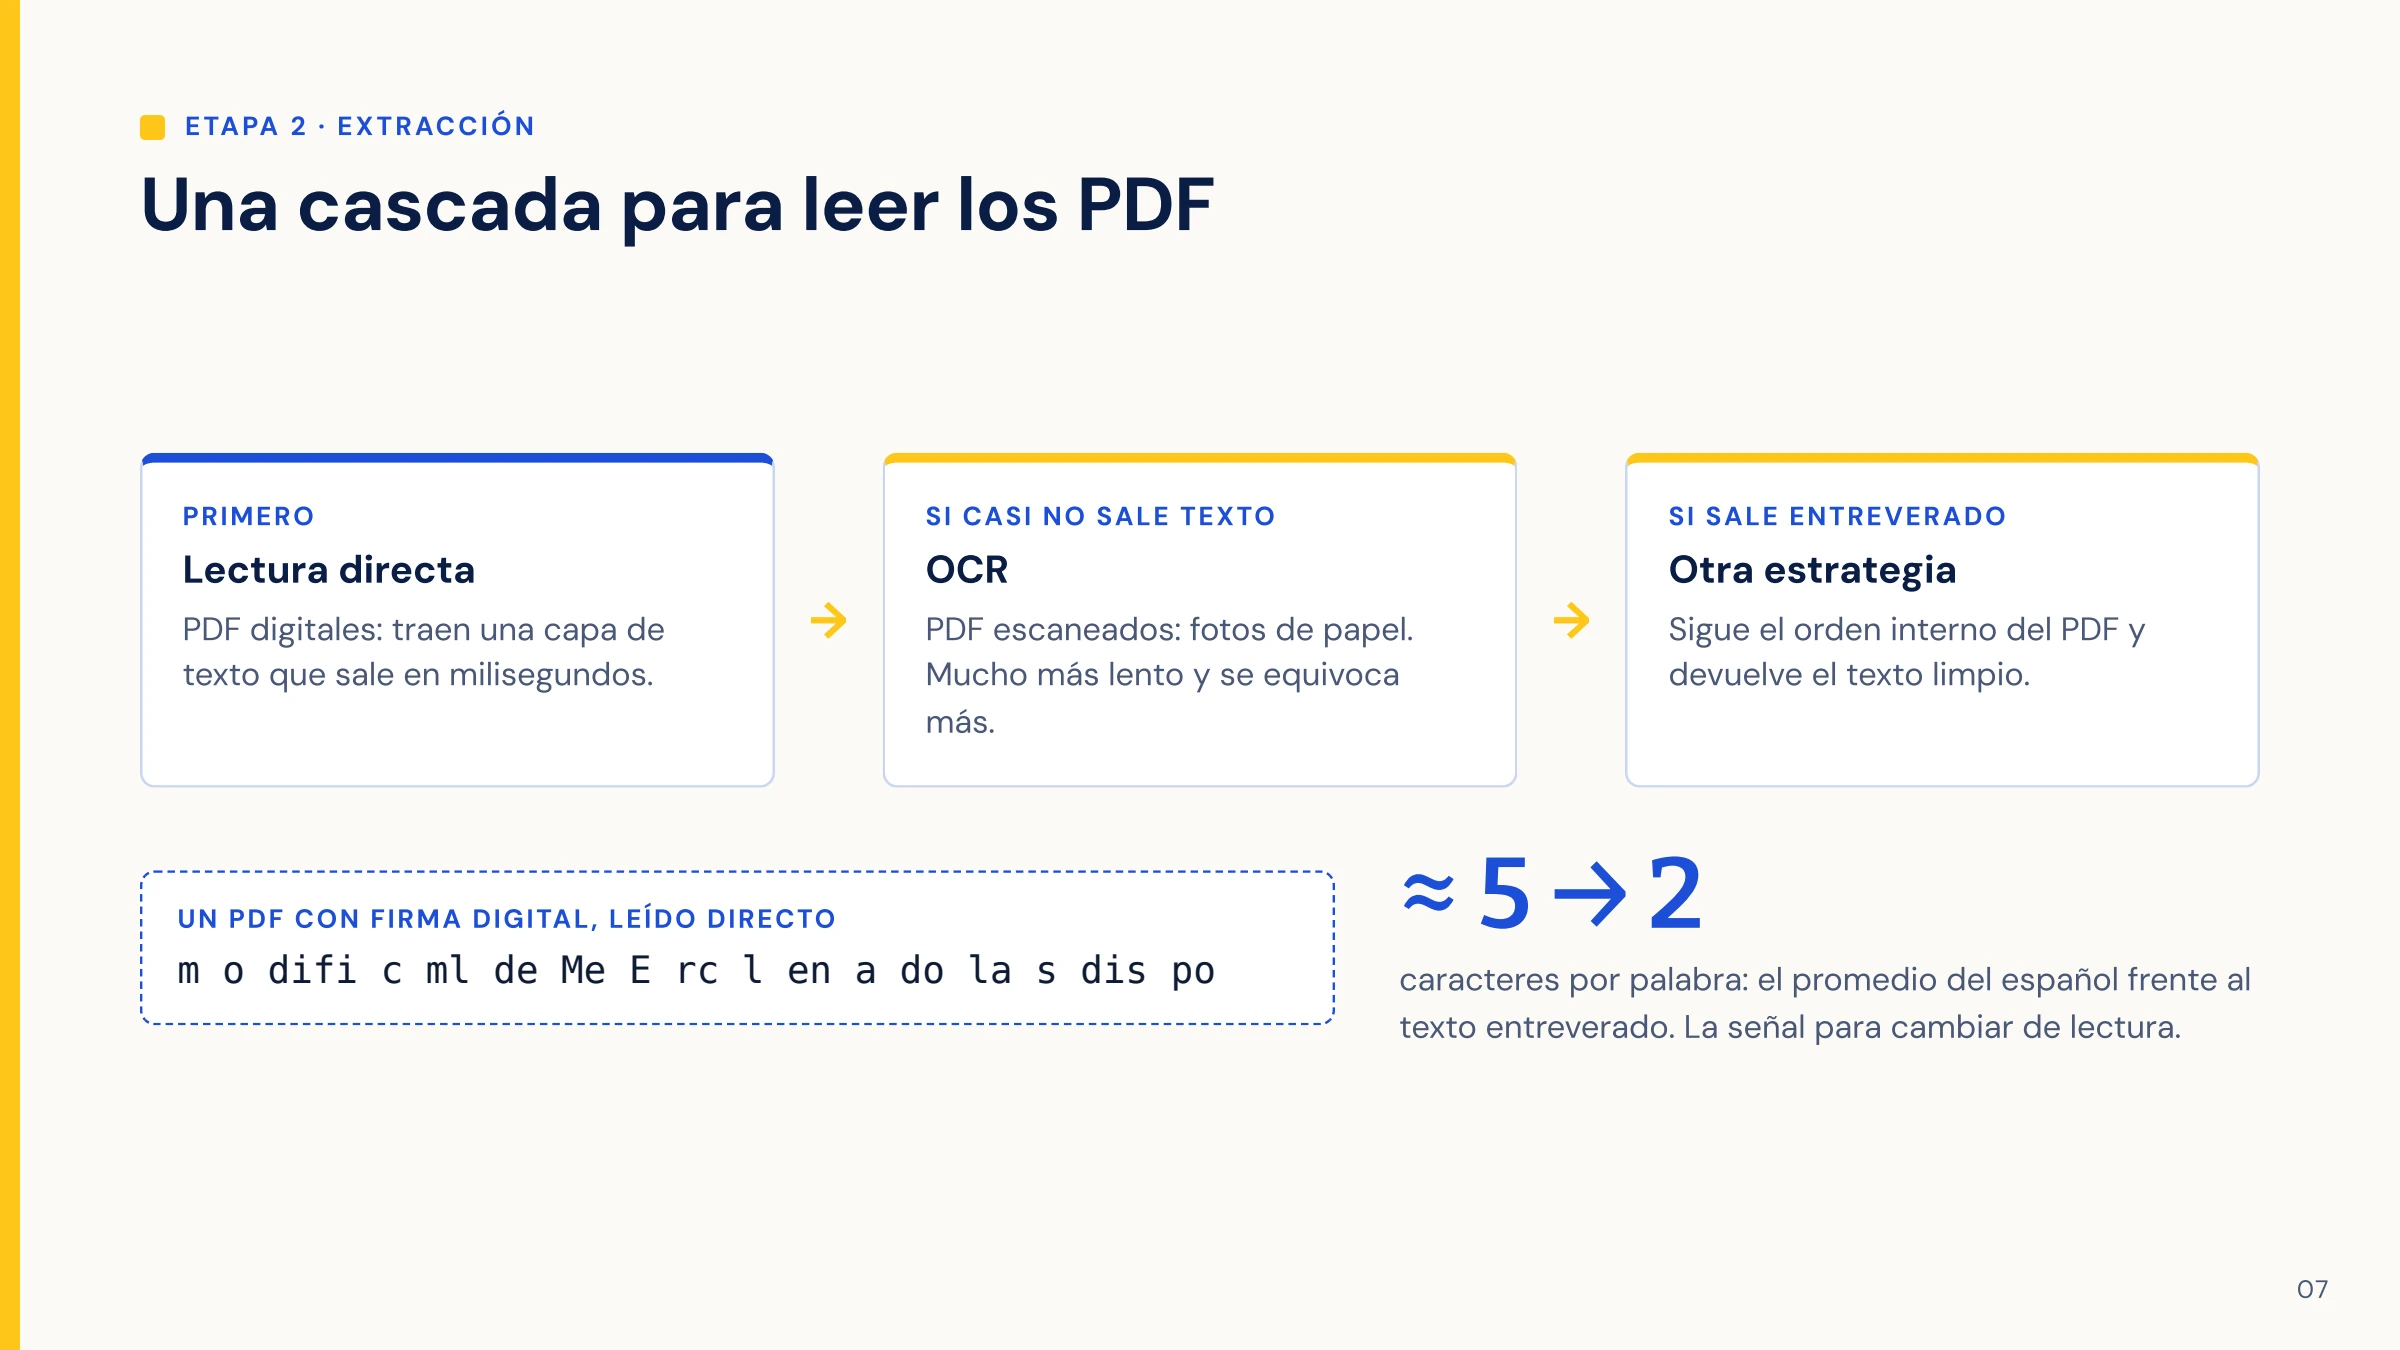 ETAPA 2 · EXTRACCIÓN
Una cascada para leer los PDF
PRIMERO
Lectura directa
PDF digitales: traen una capa de
texto que sale en milisegundos.
→
SI CASI NO SALE TEXTO
OCR
PDF escaneados: fotos de papel.
Mucho más lento y se equivoca
más.
→
SI SALE ENTREVERADO
Otra estrategia
Sigue el orden interno del PDF y
devuelve el texto limpio.
UN PDF CON FIRMA DIGITAL, LEÍDO DIRECTO
m o difi c ml de Me E rc l en a do la s dis po
≈ 5 → 2
caracteres por palabra: el promedio del español frente al
texto entreverado. La señal para cambiar de lectura.
07